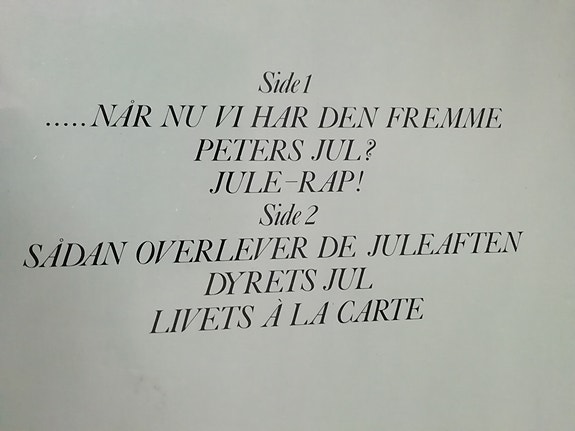 Side 1
.....NÅR NU VI HAR DEN FREMME
PETERS JUL?
JULE-RAP!
Side 2
SÅDAN OVERLEVER DE JULEAFTEN
DYRETS JUL
LIVETS À LA CARTE